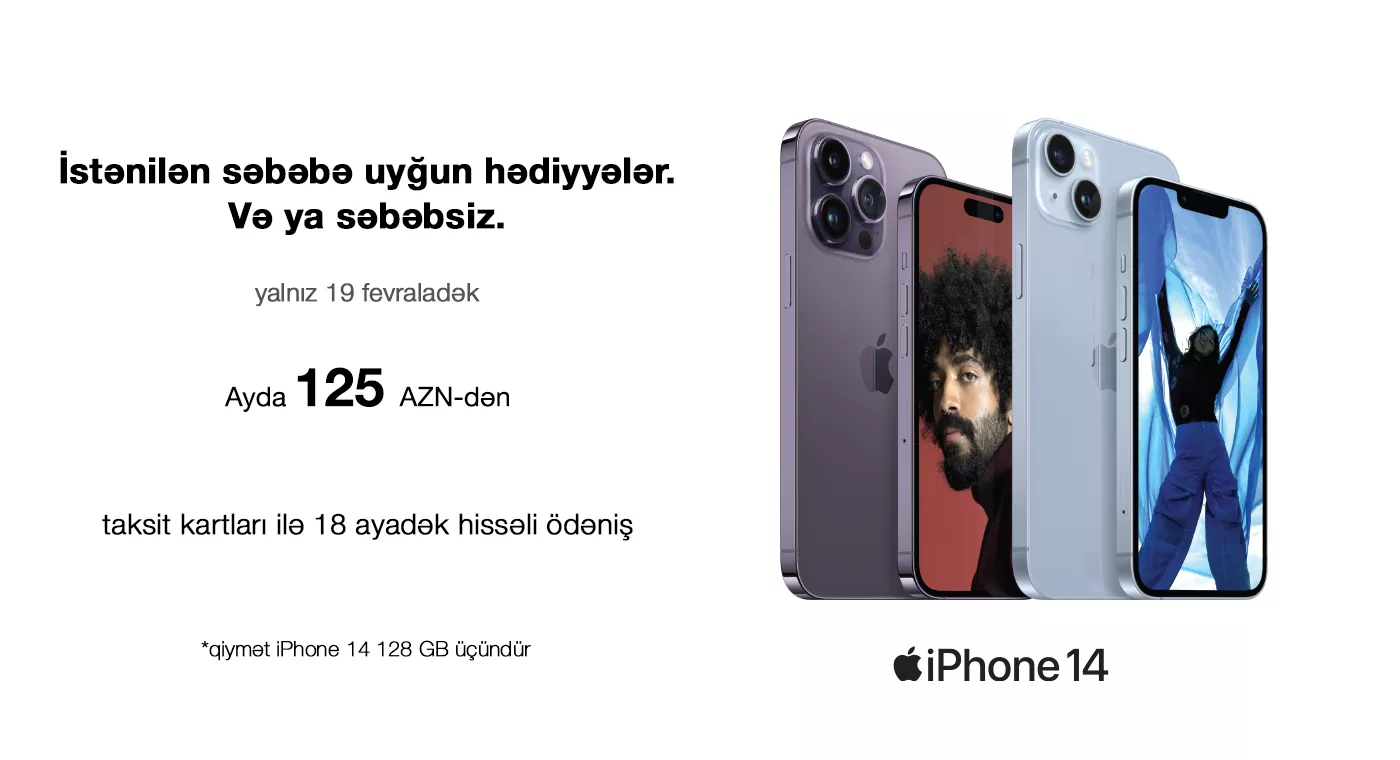 İstənilən səbəbə uyğun hədiyyələr.
Və ya səbəbsiz.
yalnız 19 fevraladək
Ayda 125 AZN-dən
taksit kartları ilə 18 ayadək hissəli ödəniş
*qiymət iPhone 14 128 GB üçündür
iPhone 14